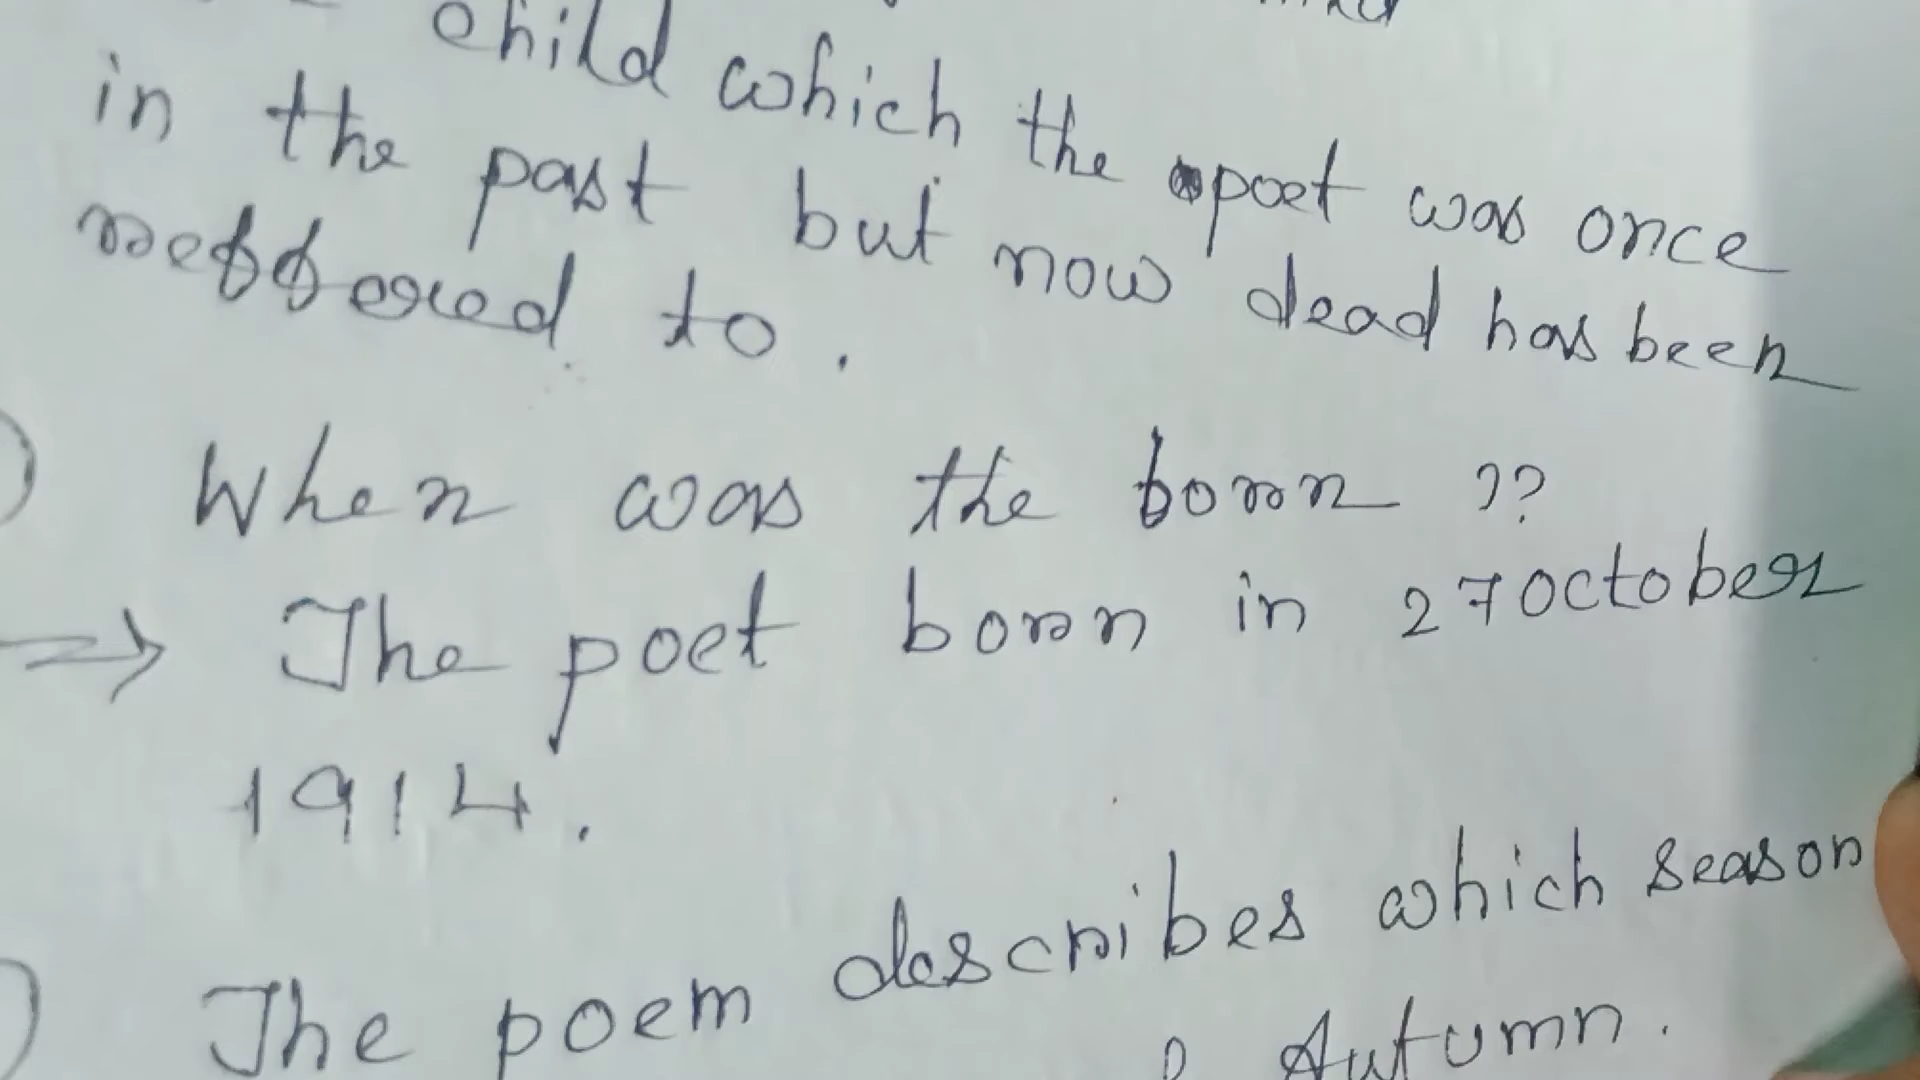 child which the poet was once
in the past but now dead has been
reffered to.
When was the born ??
The poet born in 27 October
1914.
The poem describes which season
Autumn.